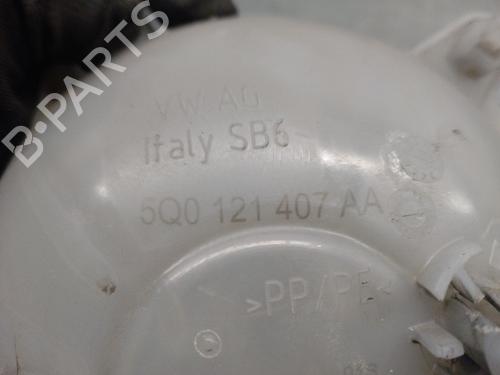 B-PARTS
VW AG
Italy SB6
5Q0 121 407 AA
>PP/PE<